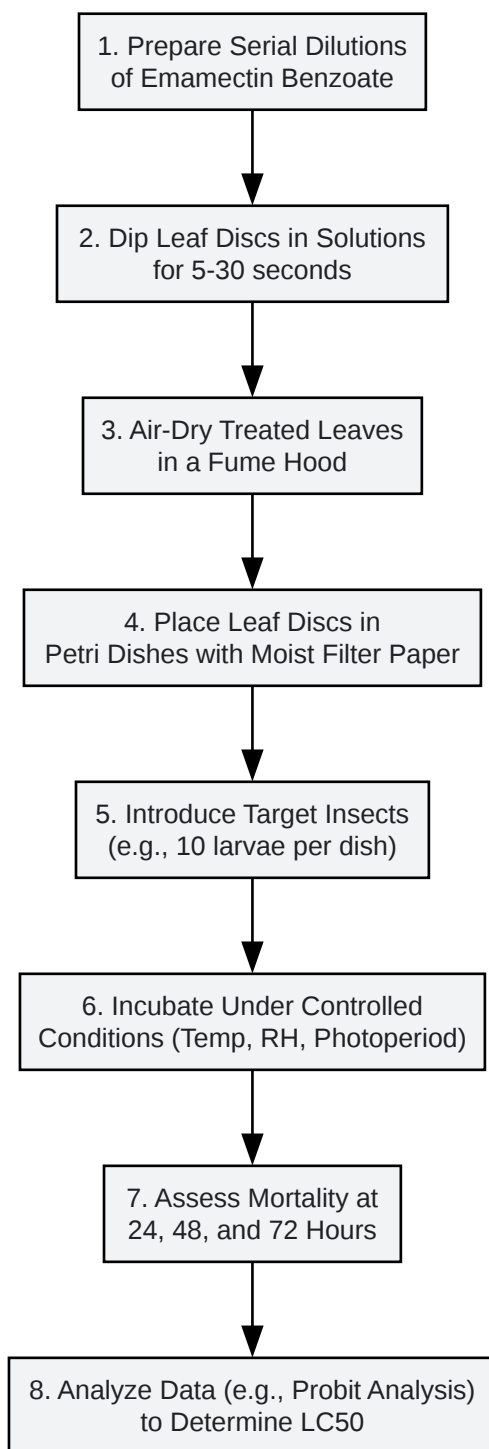 1. Prepare Serial Dilutions
of Emamectin Benzoate
2. Dip Leaf Discs in Solutions
for 5-30 seconds
3. Air-Dry Treated Leaves
in a Fume Hood
4. Place Leaf Discs in
Petri Dishes with Moist Filter Paper
5. Introduce Target Insects
(e.g., 10 larvae per dish)
6. Incubate Under Controlled
Conditions (Temp, RH, Photoperiod)
7. Assess Mortality at
24, 48, and 72 Hours
8. Analyze Data (e.g., Probit Analysis)
to Determine LC50